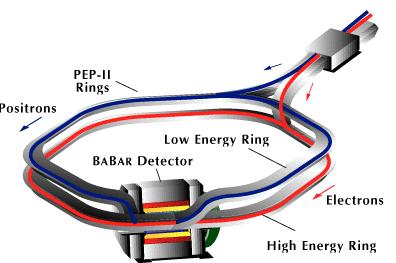 PEP-II
Rings
Positrons
Low Energy Ring
BABAR Detector
Electrons
High Energy Ring